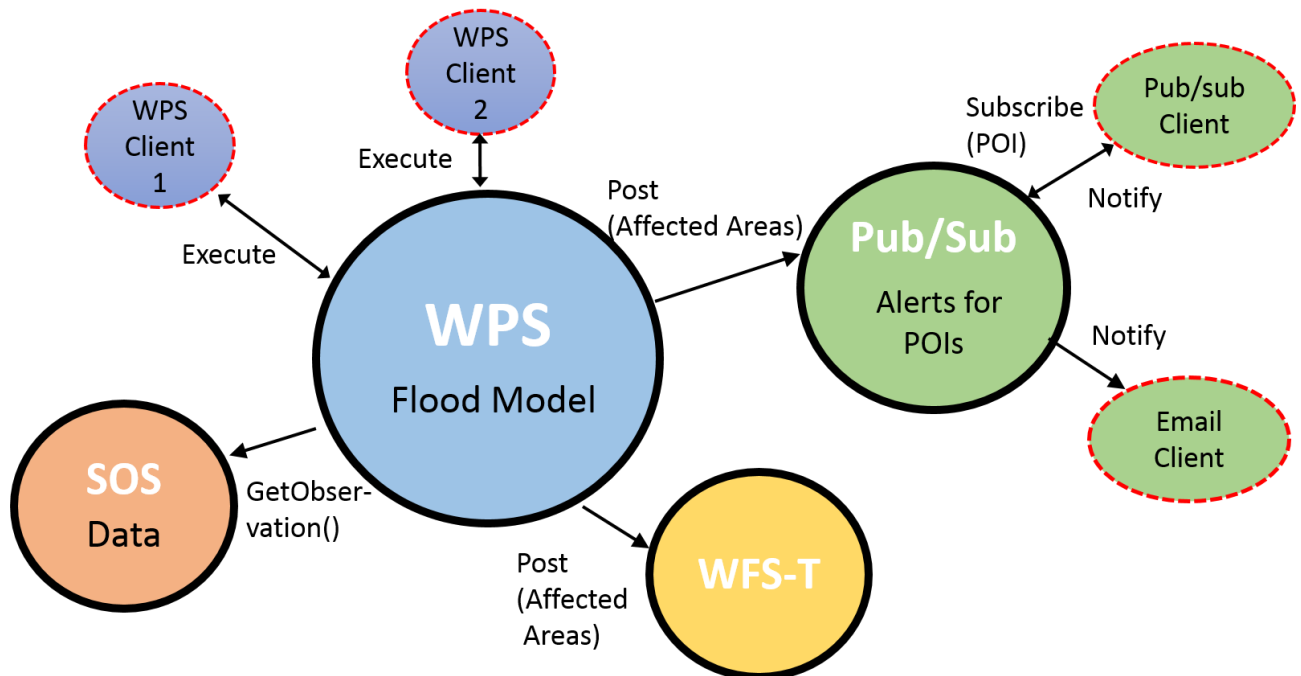 WPS
Client
1
WPS
Client
2
Execute
Execute
WPS
Flood Model
Post
(Affected Areas)
Subscribe
(POI)
Pub/sub
Client
Notify
Pub/Sub
Alerts for
POIs
Notify
Email
Client
SOS
Data
GetObser-
vation()
Post
(Affected
Areas)
WFS-T